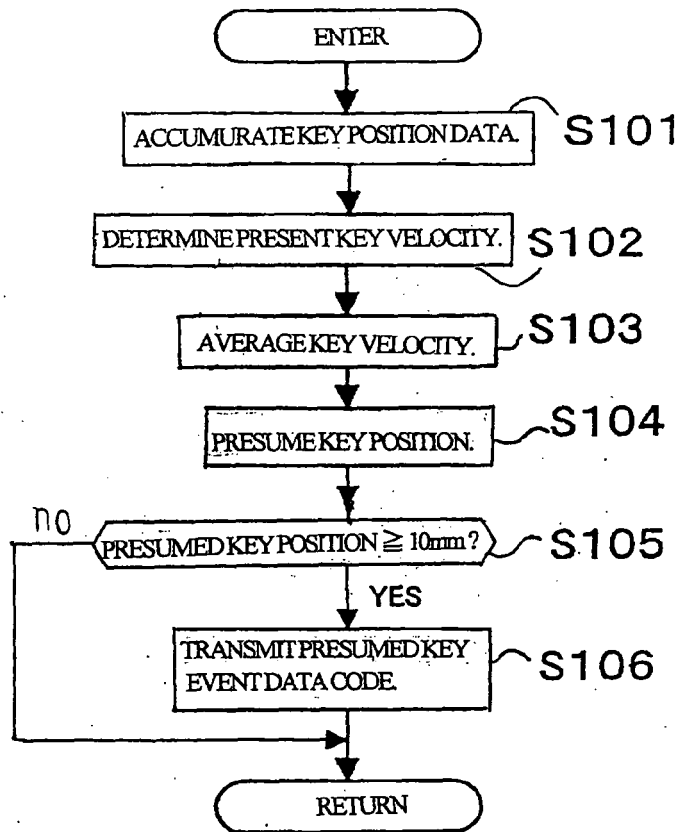 ENTER
ACCUMURATE KEY POSITION DATA.
S101
DETERMINE PRESENT KEY VELOCITY.
S102
AVERAGE KEY VELOCITY.
S103
PRESUME KEY POSITION.
S104
no
PRESUMED KEY POSITION ≧ 10mm?
S105
YES
TRANSMIT PRESUMED KEY
EVENT DATA CODE.
S106
RETURN